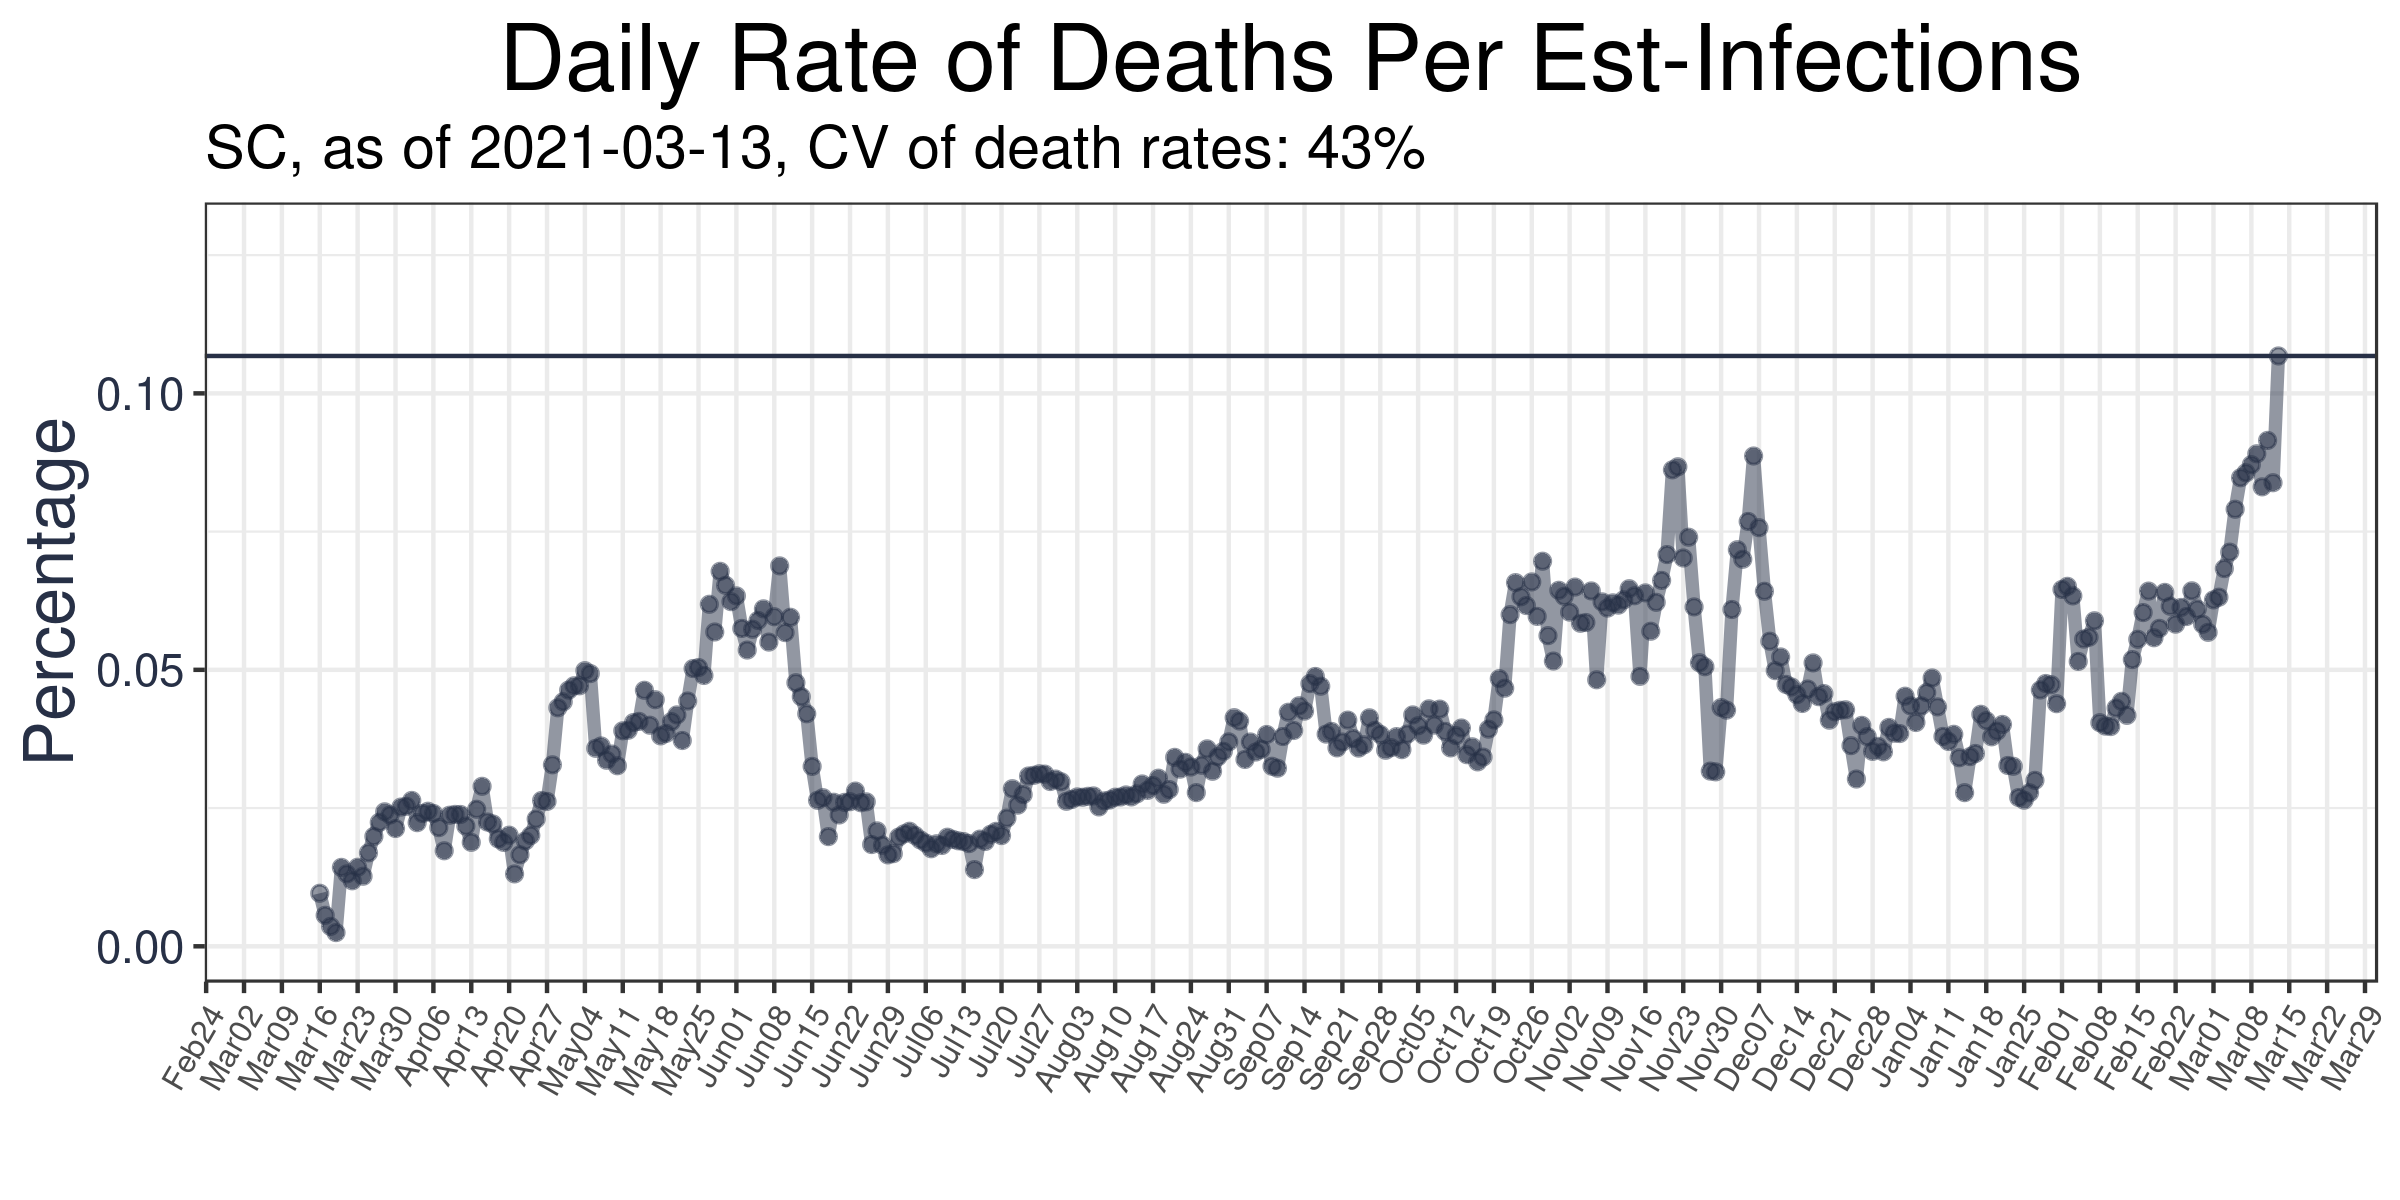 Daily Rate of Deaths Per Est-Infections
SC, as of 2021-03-13, CV of death rates: 43%
Percentage
0.10
0.05
0.00
Feb24
Mar02
Mar09
Mar16
Mar23
Mar30
Apr06
Apr13
Apr20
Apr27
May04
May11
May18
May25
Jun01
Jun08
Jun15
Jun22
Jun29
Jul06
Jul13
Jul20
Jul27
Aug03
Aug10
Aug17
Aug24
Aug31
Sep07
Sep14
Sep21
Sep28
Oct05
Oct12
Oct19
Oct26
Nov02
Nov09
Nov16
Nov23
Nov30
Dec07
Dec14
Dec21
Dec28
Jan04
Jan11
Jan18
Jan25
Feb01
Feb08
Feb15
Feb22
Mar01
Mar08
Mar15
Mar22
Mar29